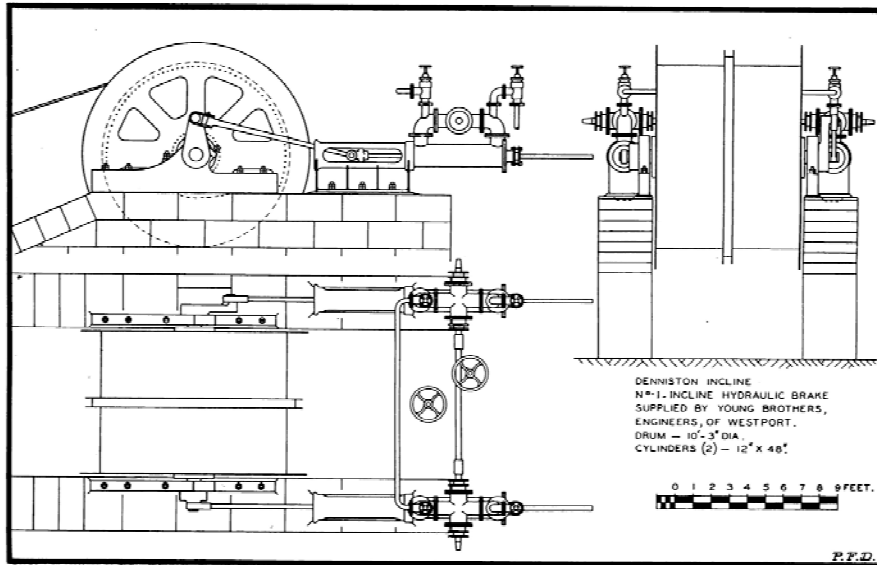 DENNISTON INCLINE
Nº·1. INCLINE HYDRAULIC BRAKE
SUPPLIED BY YOUNG BROTHERS,
ENGINEERS, OF WESTPORT.
DRUM — 10'-3" DIA.
CYLINDERS (2) — 12" X 48".
0 1 2 3 4 5 6 7 8 9 FEET.
P.F.D.